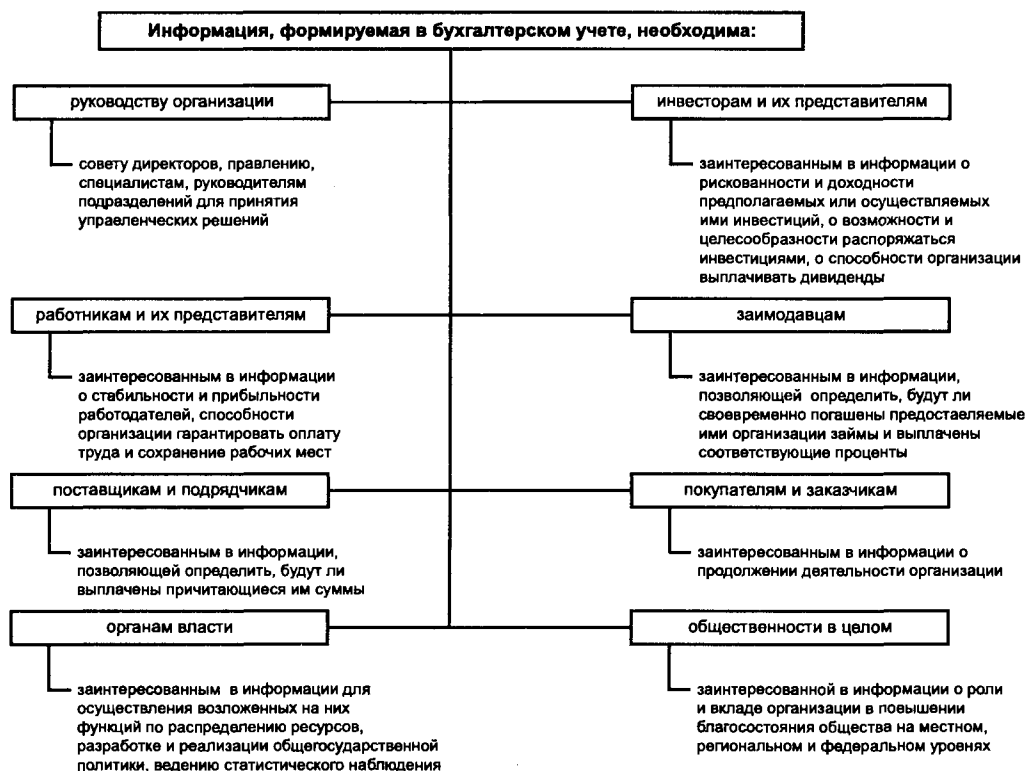 Информация, формируемая в бухгалтерском учете, необходима:
руководству организации
совету директоров, правлению,
специалистам, руководителям
подразделений для принятия
управленческих решений
инвесторам и их представителям
заинтересованным в информации о
рискованности и доходности
предполагаемых или осуществляемых
ими инвестиций, о возможности и
целесообразности распоряжаться
инвестициями, о способности организации
выплачивать дивиденды
работникам и их представителям
заинтересованным в информации
о стабильности и прибыльности
работодателей, способности
организации гарантировать оплату
труда и сохранение рабочих мест
заимодавцам
заинтересованным в информации,
позволяющей определить, будут ли
своевременно погашены предоставляемые
ими организации займы и выплачены
соответствующие проценты
поставщикам и подрядчикам
заинтересованным в информации,
позволяющей определить, будут ли
выплачены причитающиеся им суммы
покупателям и заказчикам
заинтересованным в информации о
продолжении деятельности организации
органам власти
заинтересованным в информации для
осуществления возложенных на них
функций по распределению ресурсов,
разработке и реализации общегосударственной
политики, ведению статистического наблюдения
общественности в целом
заинтересованной в информации о роли
и вкладе организации в повышении
благосостояния общества на местном,
региональном и федеральном уровнях